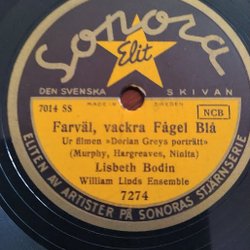 Sonora
Elit
DEN SVENSKA SKIVAN
7014 SS
MADE IN SWEDEN
NCB
Farväl, vackra Fågel Blå
Ur filmen »Dorian Greys porträtt»
(Murphy, Hargreaves, Ninita)
Lisbeth Bodin
William Linds Ensemble
7274
ELITEN AV ARTISTER PÅ SONORAS STJÄRNSERIE